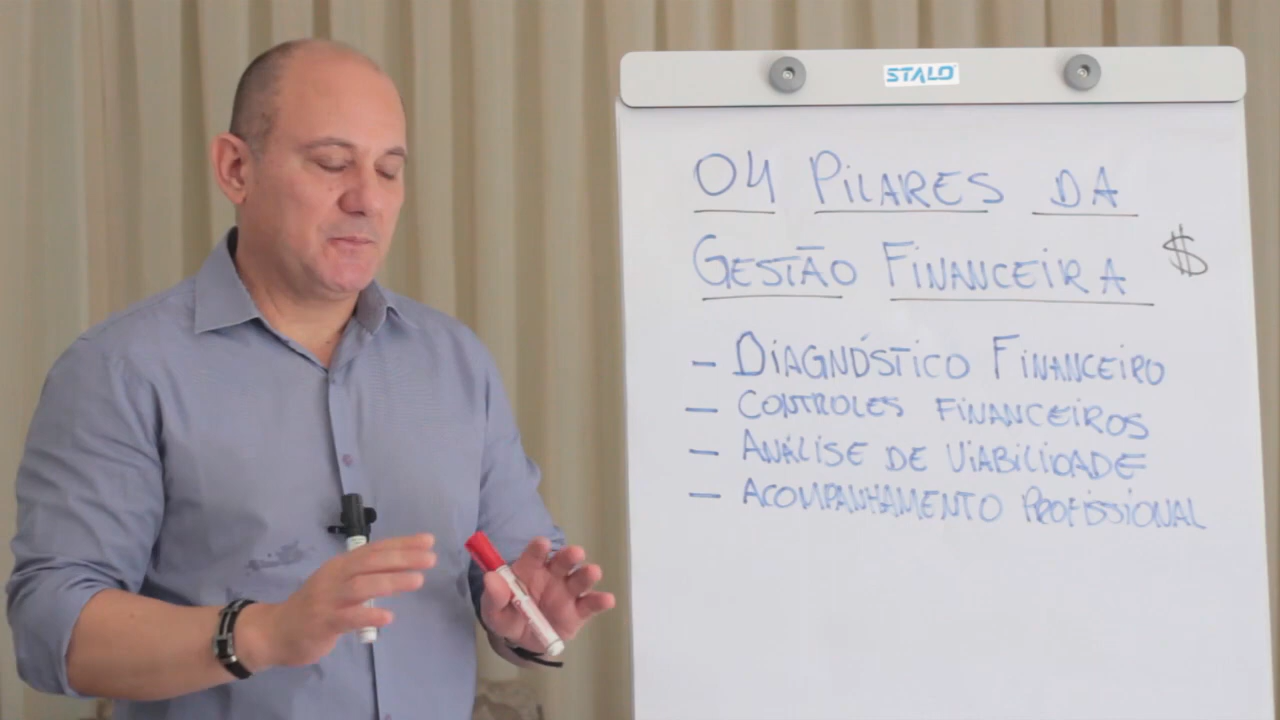 STALO
04 PiLARES DA
GESTÃO FiNANCEiRA $
- DiAGNÓSTiCO FiNANCEiRO
- CONTROLES FiNANCEiROS
- ANÁLiSE DE ViABiLiDADE
- ACOMPANHAMENTO PROFiSSiONAL